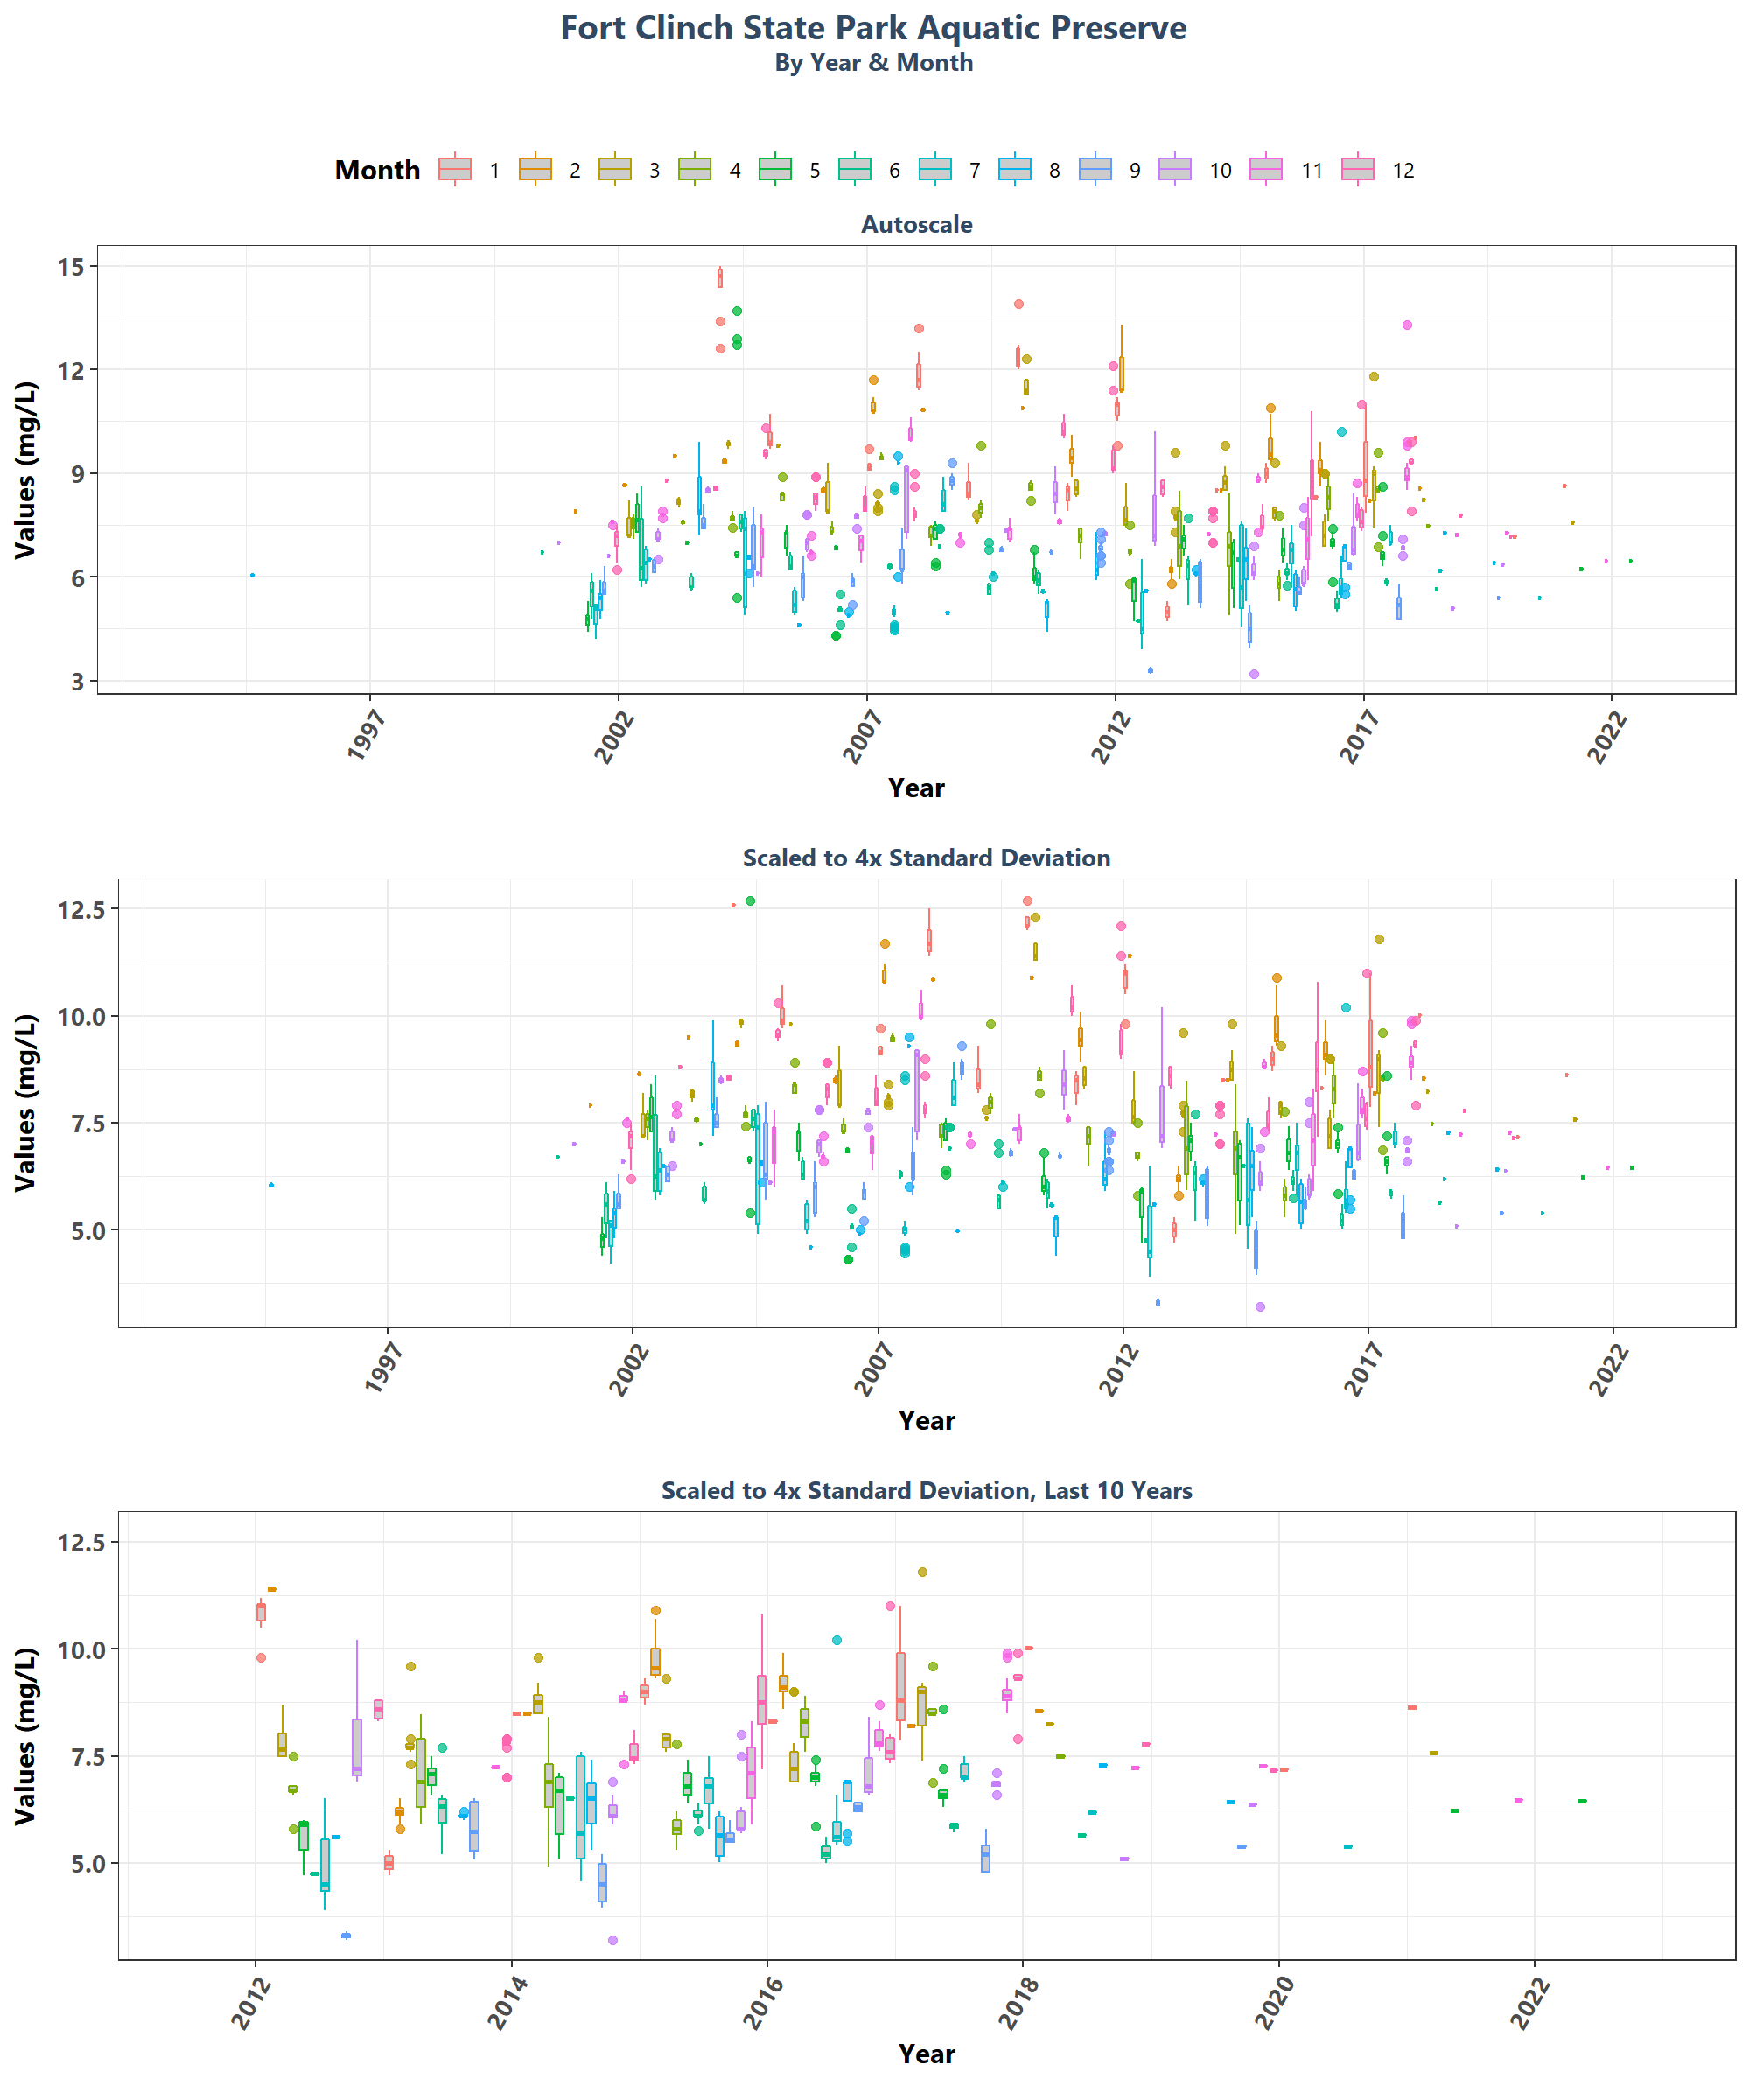 Fort Clinch State Park Aquatic Preserve
By Year & Month
Month 1 2 3 4 5 6 7 8 9 10 11 12
Autoscale
Values (mg/L)
15
12
9
6
3
1997 2002 2007 2012 2017 2022
Year
Scaled to 4x Standard Deviation
Values (mg/L)
12.5
10.0
7.5
5.0
1997 2002 2007 2012 2017 2022
Year
Scaled to 4x Standard Deviation, Last 10 Years
Values (mg/L)
12.5
10.0
7.5
5.0
2012 2014 2016 2018 2020 2022
Year